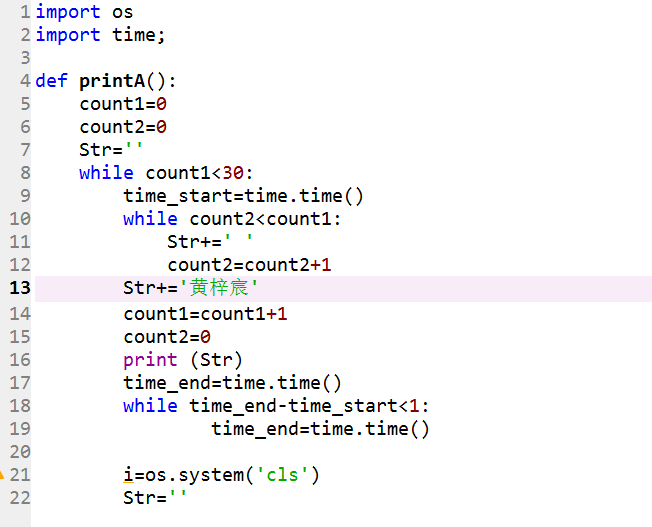 1 import os
2 import time;
3
4 def printA():
5     count1=0
6     count2=0
7     Str=''
8     while count1<30:
9         time_start=time.time()
10         while count2<count1:
11             Str+=' '
12             count2=count2+1
13         Str+='黄梓宸'
14         count1=count1+1
15         count2=0
16         print (Str)
17         time_end=time.time()
18         while time_end-time_start<1:
19                 time_end=time.time()
20
21         i=os.system('cls')
22         Str=''